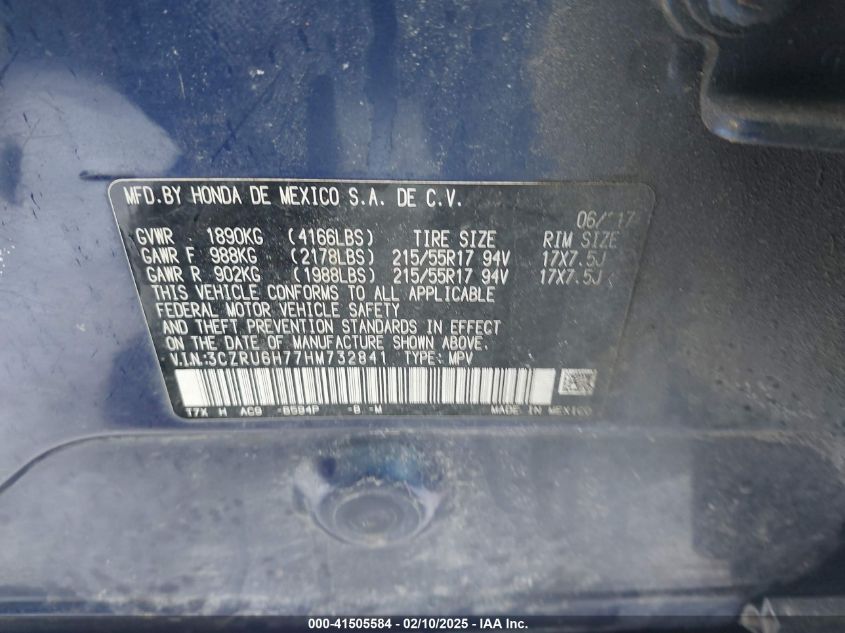 MFD.BY HONDA DE MEXICO S.A. DE C.V.
06/17
GVWR 1890KG (4166LBS) TIRE SIZE RIM SIZE
GAWR F 988KG (2178LBS) 215/55R17 94V 17X7.5J
GAWR R 902KG (1988LBS) 215/55R17 94V 17X7.5J
THIS VEHICLE CONFORMS TO ALL APPLICABLE
FEDERAL MOTOR VEHICLE SAFETY
AND THEFT PREVENTION STANDARDS IN EFFECT
ON THE DATE OF MANUFACTURE SHOWN ABOVE.
V.I.N.:3CZRU6H77HM732841 TYPE: MPV
T7X H AC9 -B594P -B -M MADE IN MEXICO
000-41505584 - 02/10/2025 - IAA Inc.